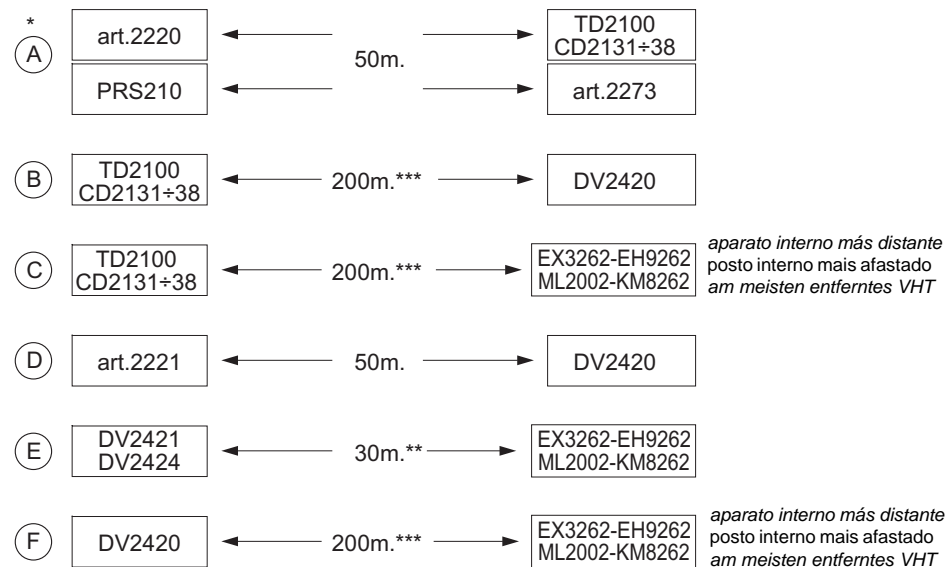 *
A
art.2220
50m.
TD2100
CD2131÷38
PRS210
art.2273
B
TD2100
CD2131÷38
200m.***
DV2420
C
TD2100
CD2131÷38
200m.***
EX3262-EH9262
ML2002-KM8262
aparato interno más distante
posto interno mais afastado
am meisten entferntes VHT
D
art.2221
50m.
DV2420
E
DV2421
DV2424
30m.**
EX3262-EH9262
ML2002-KM8262
F
DV2420
200m.***
EX3262-EH9262
ML2002-KM8262
aparato interno más distante
posto interno mais afastado
am meisten entferntes VHT